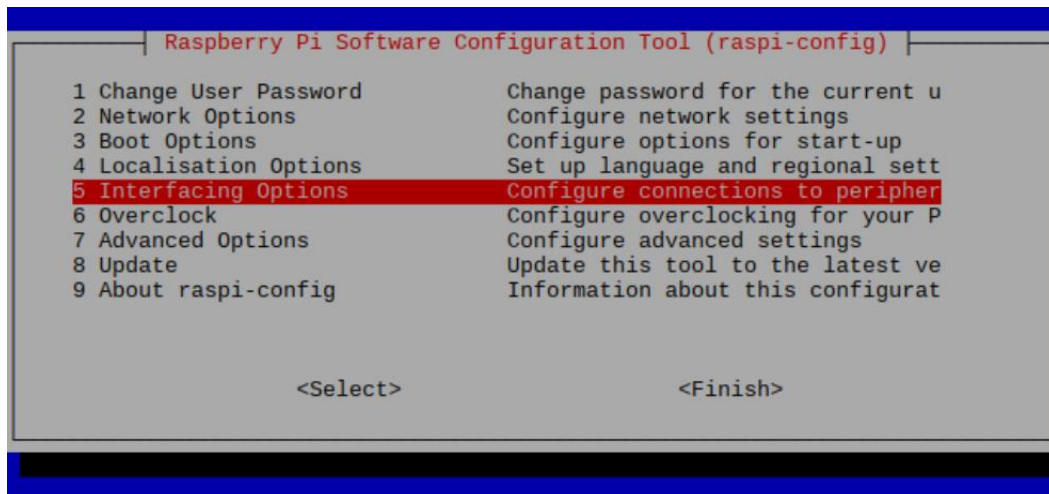 Raspberry Pi Software Configuration Tool (raspi-config)
1 Change User Password Change password for the current u
2 Network Options Configure network settings
3 Boot Options Configure options for start-up
4 Localisation Options Set up language and regional sett
5 Interfacing Options Configure connections to peripher
6 Overclock Configure overclocking for your P
7 Advanced Options Configure advanced settings
8 Update Update this tool to the latest ve
9 About raspi-config Information about this configurat
<Select> <Finish>